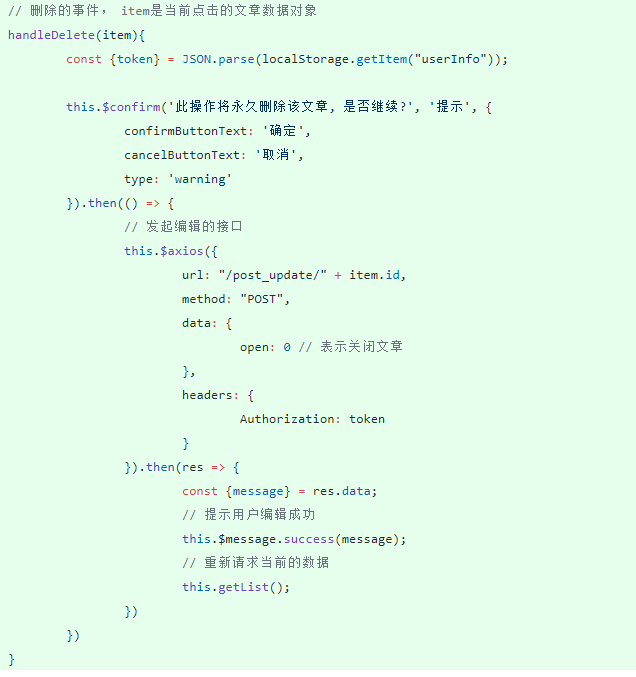 // 删除的事件， item是当前点击的文章数据对象
handleDelete(item){
const {token} = JSON.parse(localStorage.getItem("userInfo"));
this.$confirm('此操作将永久删除该文章, 是否继续?', '提示', {
confirmButtonText: '确定',
cancelButtonText: '取消',
type: 'warning'
}).then(() => {
// 发起编辑的接口
this.$axios({
url: "/post_update/" + item.id,
method: "POST",
data: {
open: 0 // 表示关闭文章
},
headers: {
Authorization: token
}
}).then(res => {
const {message} = res.data;
// 提示用户编辑成功
this.$message.success(message);
// 重新请求当前的数据
this.getList();
})
})
}